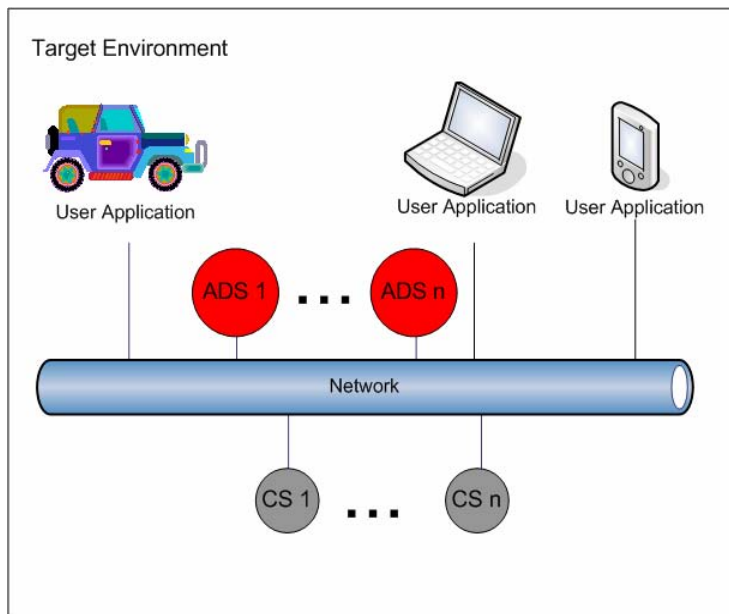 Target Environment
User Application
User Application
User Application
ADS 1
ADS n
Network
CS 1
CS n